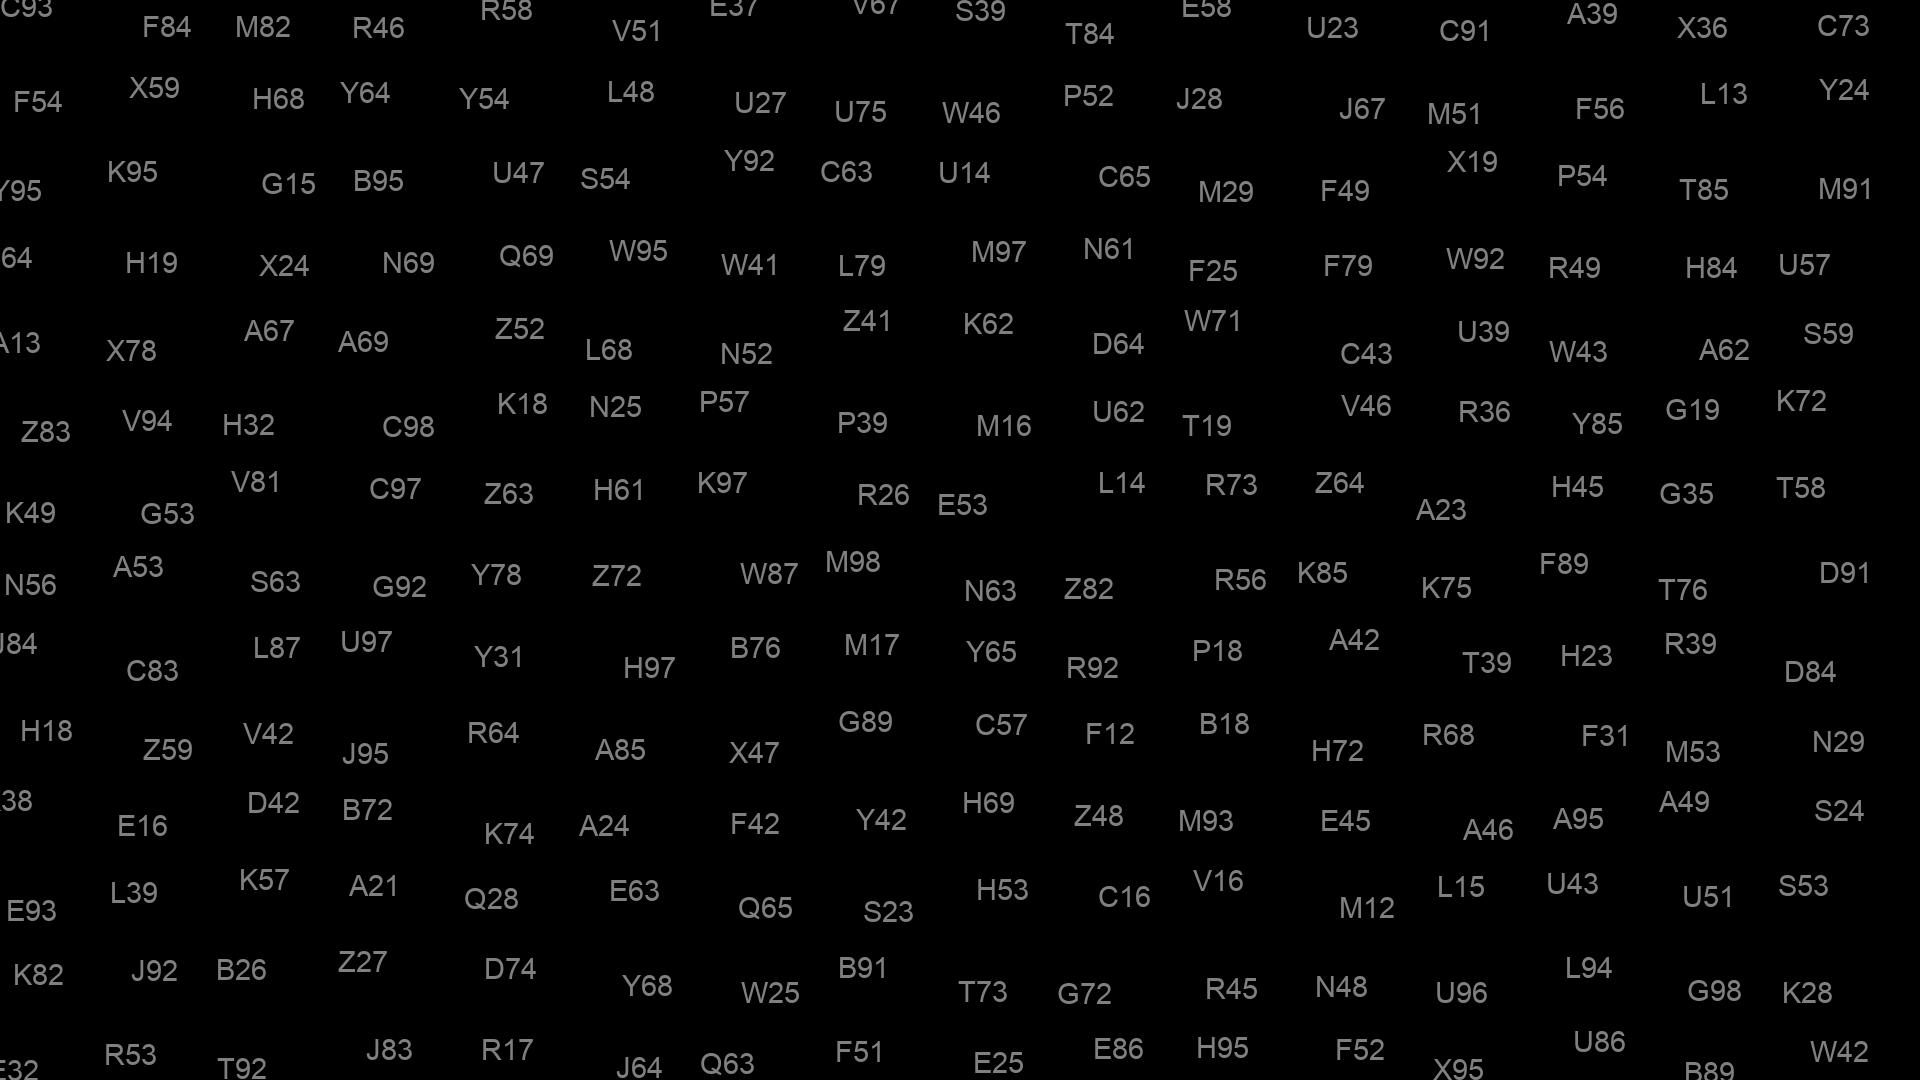 C93 F84 M82 R46 R58 V51 E37 V67 S39 T84 E58 U23 C91 A39 X36 C73
F54 X59 H68 Y64 Y54 L48 U27 U75 W46 P52 J28 J67 M51 F56 L13 Y24
Y95 K95 G15 B95 U47 S54 Y92 C63 U14 C65 M29 F49 X19 P54 T85 M91
64 H19 X24 N69 Q69 W95 W41 L79 M97 N61 F25 F79 W92 R49 H84 U57
A13 X78 A67 A69 Z52 L68 N52 Z41 K62 D64 W71 C43 U39 W43 A62 S59
Z83 V94 H32 C98 K18 N25 P57 P39 M16 U62 T19 V46 R36 Y85 G19 K72
K49 G53 V81 C97 Z63 H61 K97 R26 E53 L14 R73 Z64 A23 H45 G35 T58
N56 A53 S63 G92 Y78 Z72 W87 M98 N63 Z82 R56 K85 K75 F89 T76 D91
84 C83 L87 U97 Y31 H97 B76 M17 Y65 R92 P18 A42 T39 H23 R39 D84
H18 Z59 V42 J95 R64 A85 X47 G89 C57 F12 B18 H72 R68 F31 M53 N29
38 E16 D42 B72 K74 A24 F42 Y42 H69 Z48 M93 E45 A46 A95 A49 S24
E93 L39 K57 A21 Q28 E63 Q65 S23 H53 C16 V16 M12 L15 U43 U51 S53
K82 J92 B26 Z27 D74 Y68 W25 B91 T73 G72 R45 N48 U96 L94 G98 K28
32 R53 T92 J83 R17 J64 Q63 F51 E25 E86 H95 F52 X95 U86 B89 W42